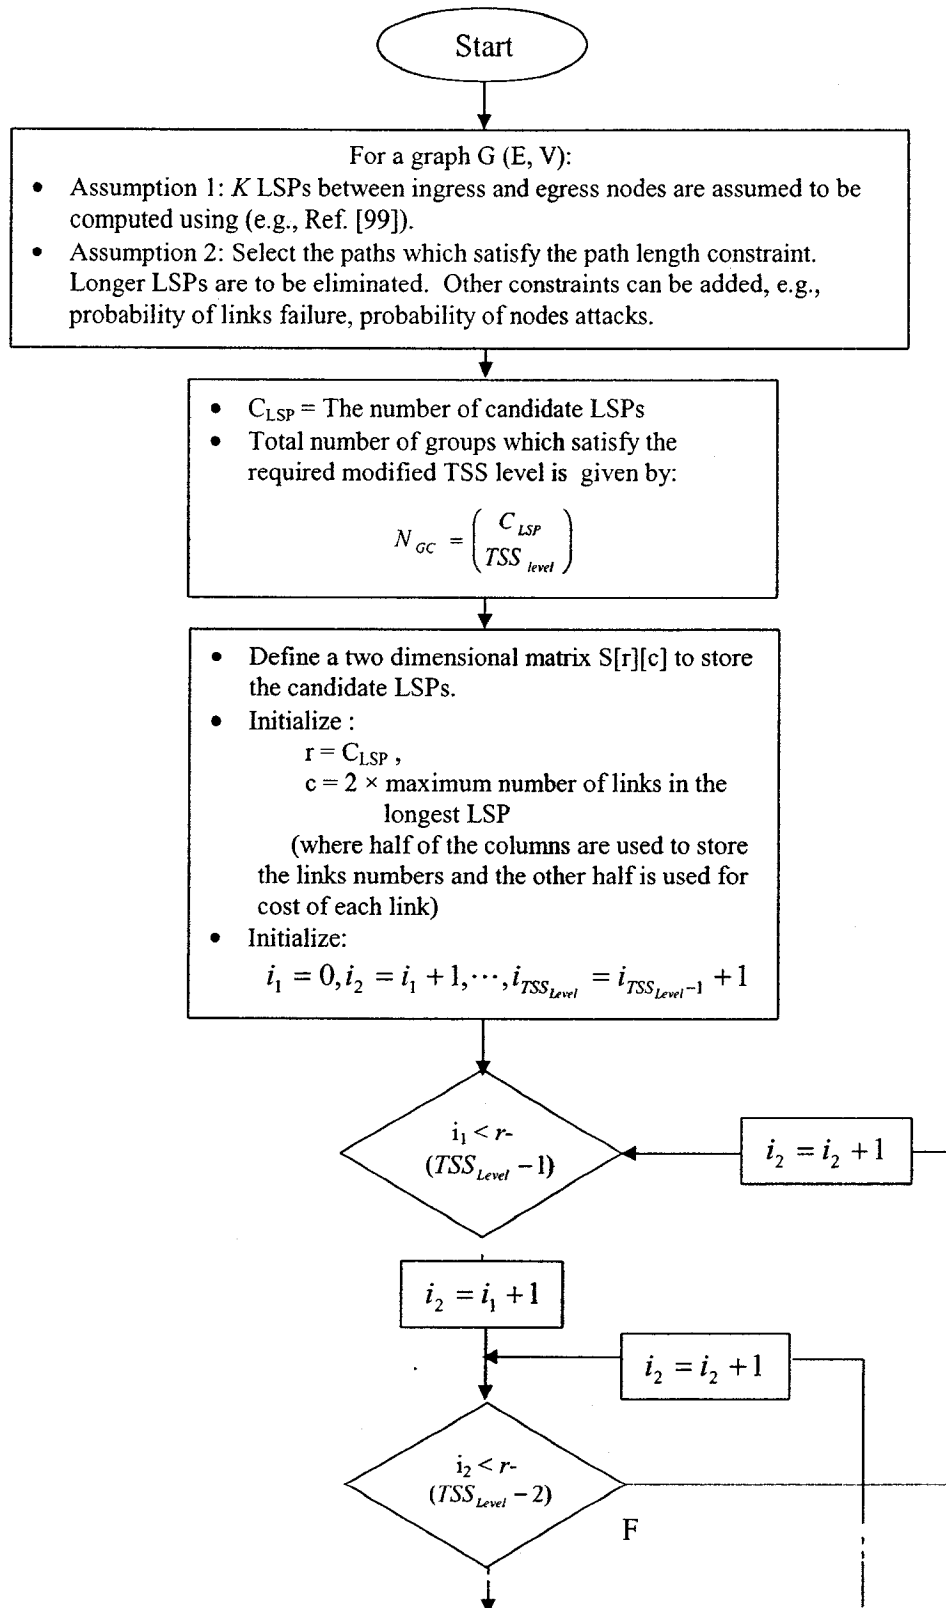 Start
For a graph G (E, V):
• Assumption 1: K LSPs between ingress and egress nodes are assumed to be
computed using (e.g., Ref. [99]).
• Assumption 2: Select the paths which satisfy the path length constraint.
Longer LSPs are to be eliminated. Other constraints can be added, e.g.,
probability of links failure, probability of nodes attacks.
• C_LSP = The number of candidate LSPs
• Total number of groups which satisfy the
required modified TSS level is given by:
N_GC = ( C_LSP
TSS_level )
• Define a two dimensional matrix S[r][c] to store
the candidate LSPs.
• Initialize :
r = C_LSP ,
c = 2 × maximum number of links in the
longest LSP
(where half of the columns are used to store
the links numbers and the other half is used for
cost of each link)
• Initialize:
i_1 = 0, i_2 = i_1 + 1, ⋯, i_{TSS_Level} = i_{TSS_{Level}-1} + 1
i_1 < r-
(TSS_Level − 1)
i_2 = i_2 + 1
i_2 = i_1 + 1
i_2 = i_2 + 1
i_2 < r-
(TSS_Level − 2)
F